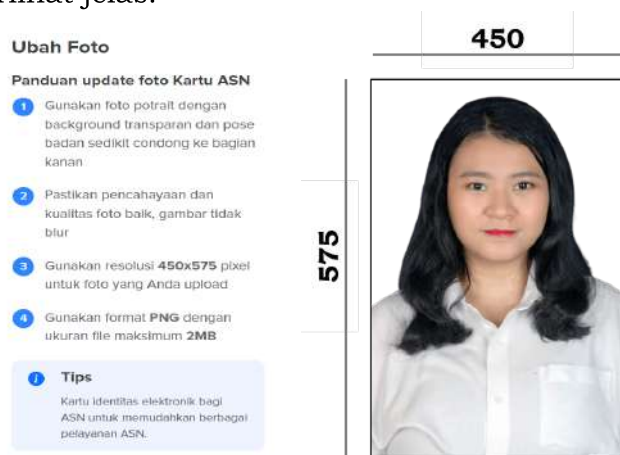 Ubah Foto
Panduan update foto Kartu ASN
1 Gunakan foto potrait dengan
background transparan dan pose
badan sedikit condong ke bagian
kanan
2 Pastikan pencahayaan dan
kualitas foto baik, gambar tidak
blur
3 Gunakan resolusi 450x575 pixel
untuk foto yang Anda upload
4 Gunakan format PNG dengan
ukuran file maksimum 2MB
i Tips
Kartu identitas elektronik bagi
ASN untuk memudahkan berbagai
pelayanan ASN.
450
575